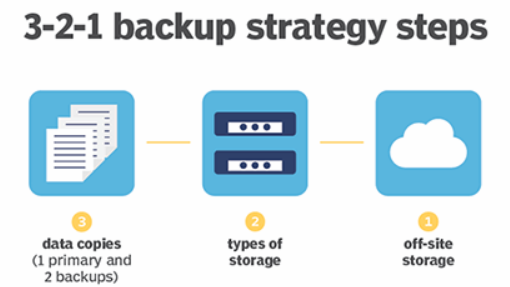 3-2-1 backup strategy steps
3
data copies
(1 primary and
2 backups)
2
types of
storage
1
off-site
storage